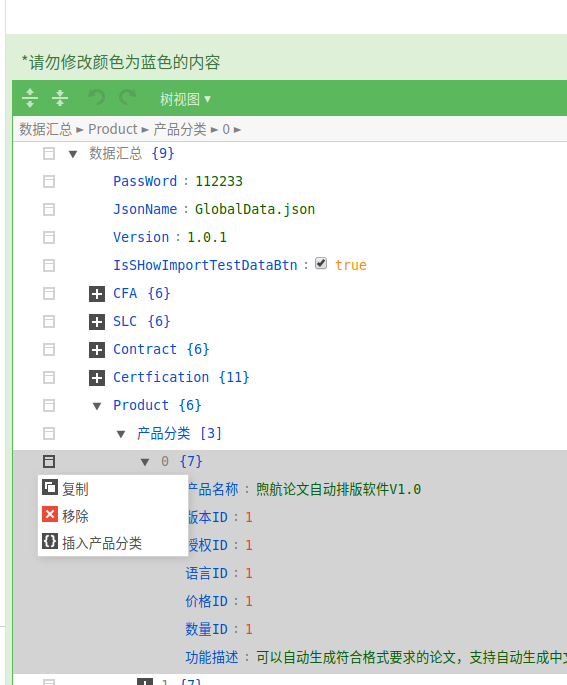 *请勿修改颜色为蓝色的内容
树视图 ▾
数据汇总 ► Product ► 产品分类 ► 0 ►
数据汇总 {9}
PassWord : 112233
JsonName : GlobalData.json
Version : 1.0.1
IsSHowImportTestDataBtn : true
CFA {6}
SLC {6}
Contract {6}
Certfication {11}
Product {6}
产品分类 [3]
0 {7}
复制
移除
插入产品分类
产品名称 : 煦航论文自动排版软件V1.0
版本ID : 1
授权ID : 1
语言ID : 1
价格ID : 1
数量ID : 1
功能描述 : 可以自动生成符合格式要求的论文，支持自动生成中
1 {7}